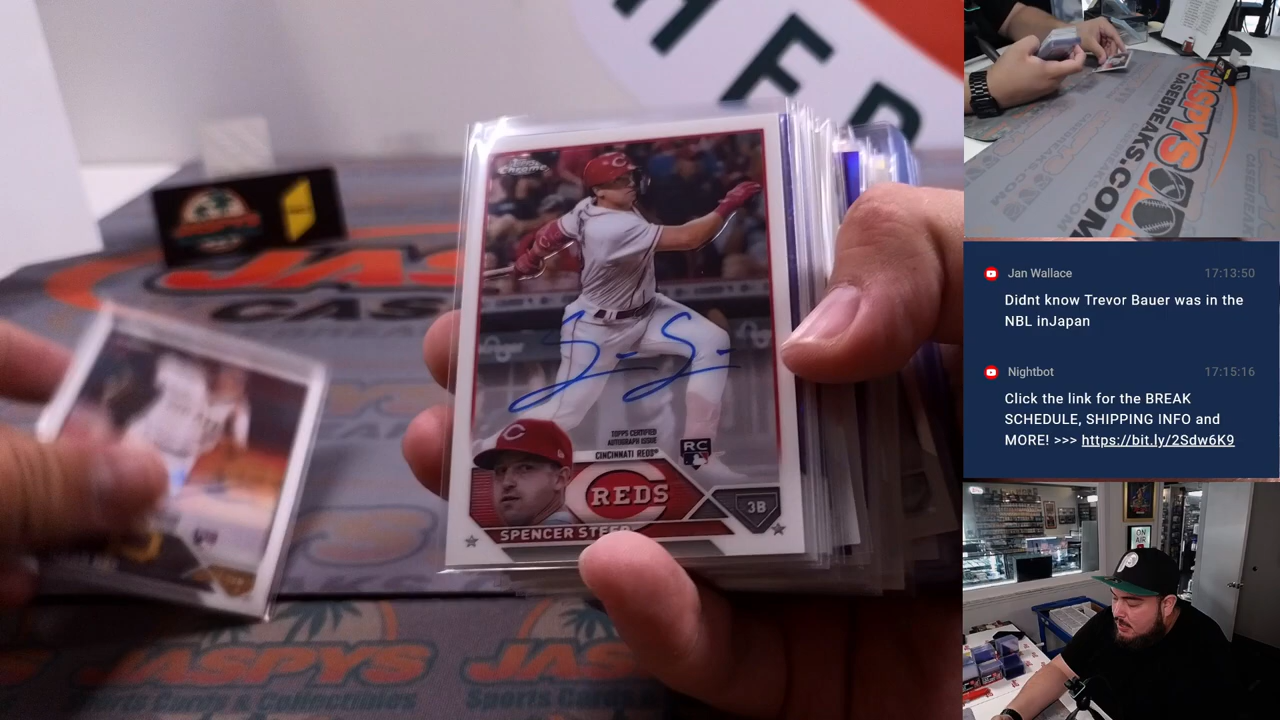 HER
JASPYS
CASEBREAKS.COM
Jan Wallace 17:13:50
Didnt know Trevor Bauer was in the
NBL inJapan
Nightbot 17:15:16
Click the link for the BREAK
SCHEDULE, SHIPPING INFO and
MORE! >>> https://bit.ly/2Sdw6K9
Topps
Chrome
TOPPS CERTIFIED
AUTOGRAPH ISSUE
CINCINNATI REDS®
RC
C
REDS
3B
SPENCER STEER
JAS
CAS
JASPYS
Sports Cards & Collectibles
JASPYS
Sports Cards
ON
AIR